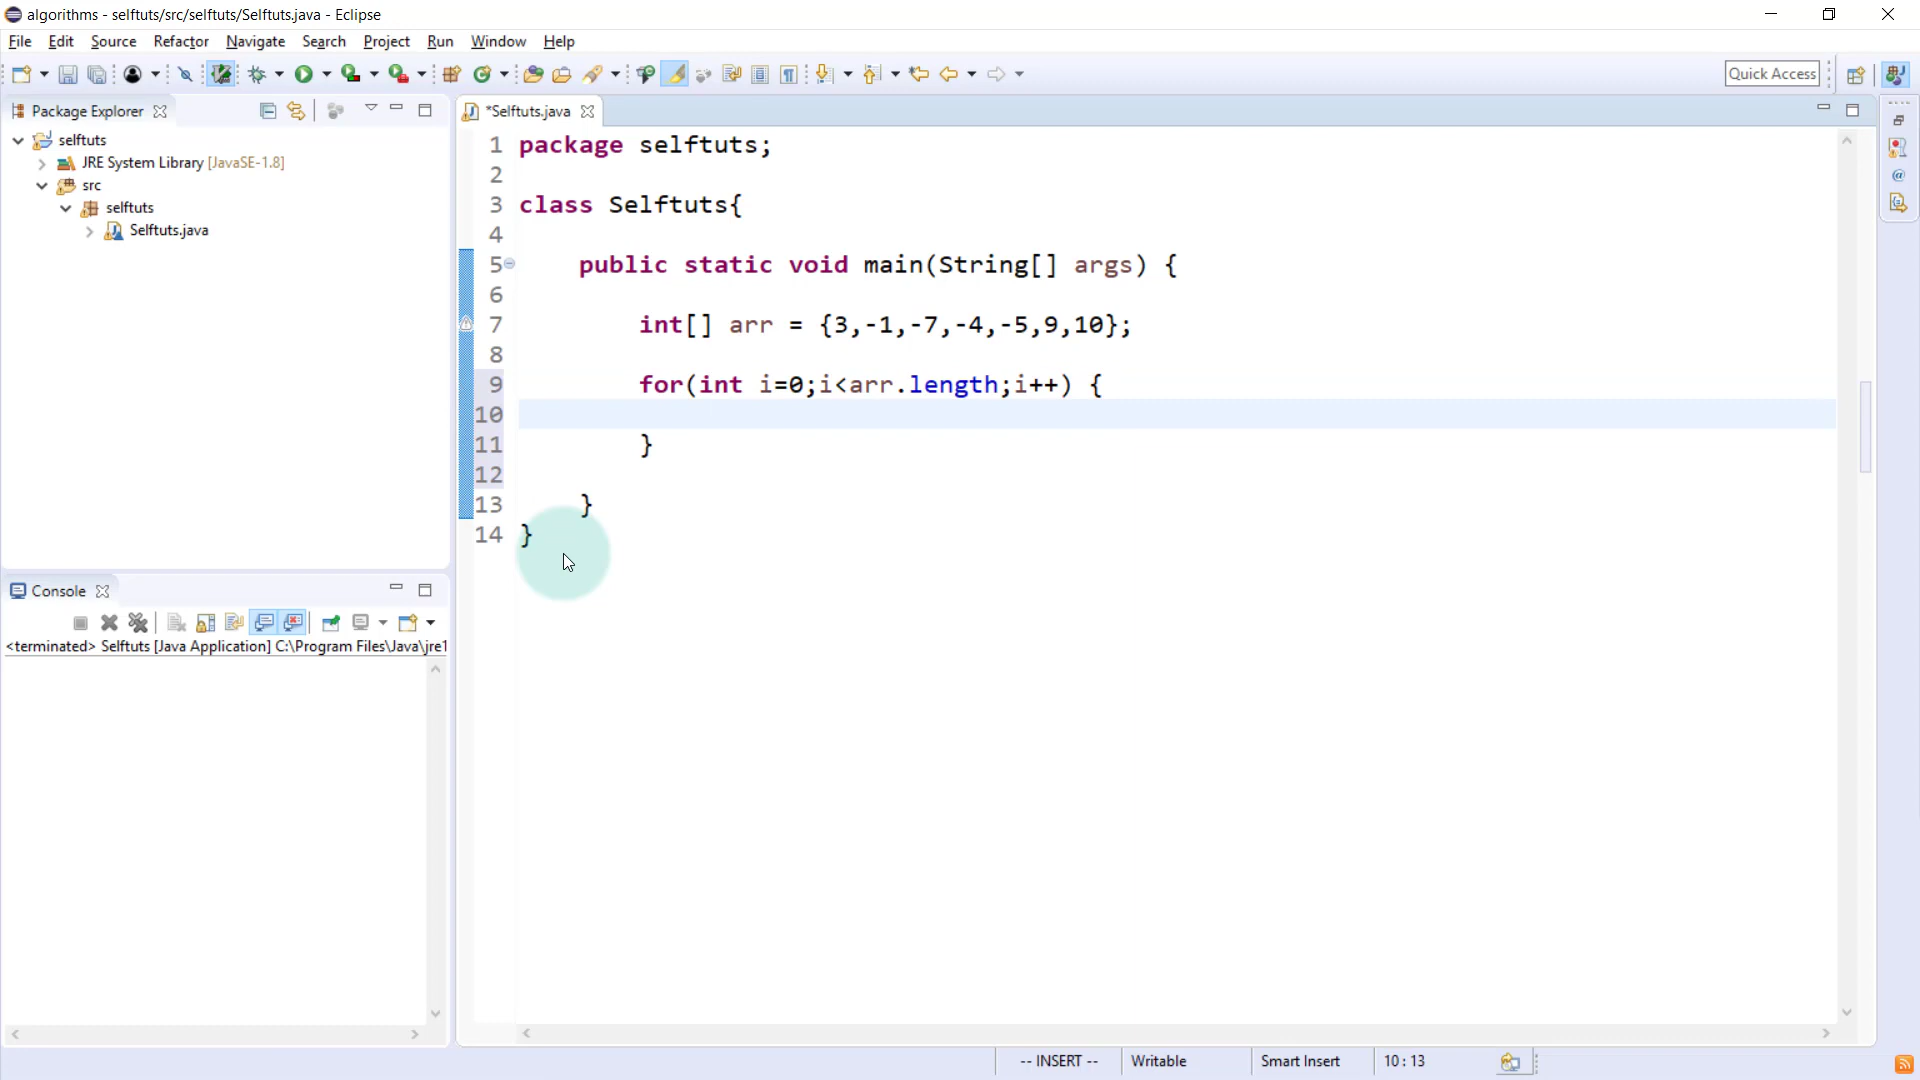 algorithms - selftuts/src/selftuts/Selftuts.java - Eclipse
File Edit Source Refactor Navigate Search Project Run Window Help
Quick Access
Package Explorer
selftuts
JRE System Library [JavaSE-1.8]
src
selftuts
Selftuts.java
*Selftuts.java
1 package selftuts;
2
3 class Selftuts{
4
5 public static void main(String[] args) {
6
7 int[] arr = {3,-1,-7,-4,-5,9,10};
8
9 for(int i=0;i<arr.length;i++) {
10
11 }
12
13 }
14 }
Console
<terminated> Selftuts [Java Application] C:\Program Files\Java\jre1
-- INSERT -- Writable Smart Insert 10 : 13